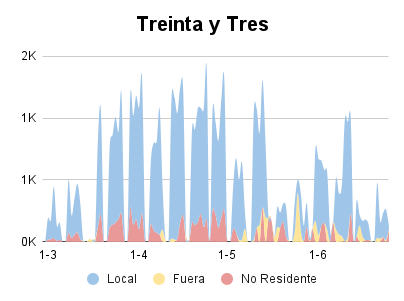 Treinta y Tres
2K
1K
1K
0K
1-3 1-4 1-5 1-6
Local Fuera No Residente